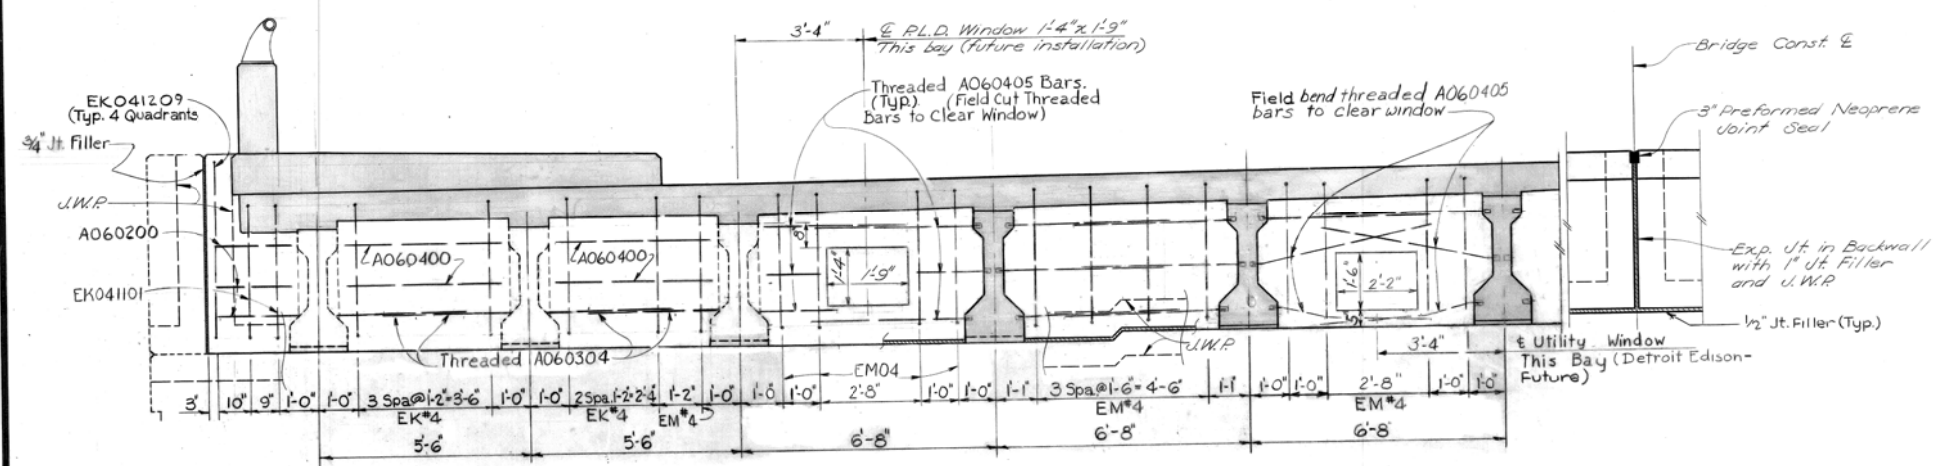 3'-4"
℄ P.L.D. Window 1'-4" x 1'-9"
This bay (future installation)
Bridge Const. ℄
EK041209
(Typ. 4 Quadrants
Threaded A060405 Bars.
(Typ.) (Field Cut Threaded
Bars to Clear Window)
Field bend threaded A060405
bars to clear window
3" Preformed Neoprene
Joint Seal
3/4" Jt. Filler
J.W.P.
A060200
EK041101
A060400
A060400
8"
1'-4"
1'-9"
1'-6"
2'-2"
5"
Exp. Jt. in Backwall
with 1" Jt. Filler
and J.W.P.
1/2" Jt. Filler (Typ.)
Threaded A060304
J.W.P.
EM04
3'-4"
℄ Utility Window
This Bay (Detroit Edison-
Future)
3" 10" 9" 1'-0" 1'-0" 3 Spa@1'-2"=3'-6" 1'-0" 1'-0" 2 Spa. 1'-2"=2'-4" 1'-2" 1'-0" 1'-0 1'-0" 2'-8" 1'-0" 1'-0" 1'-1" 3 Spa@1'-6"= 4'-6" 1'-1" 1'-0" 1'-0" 2'-8" 1'-0" 1'-0"
EK#4 EK#4 EM#4 EM#4 EM#4
5'-6" 5'-6" 6'-8" 6'-8" 6'-8